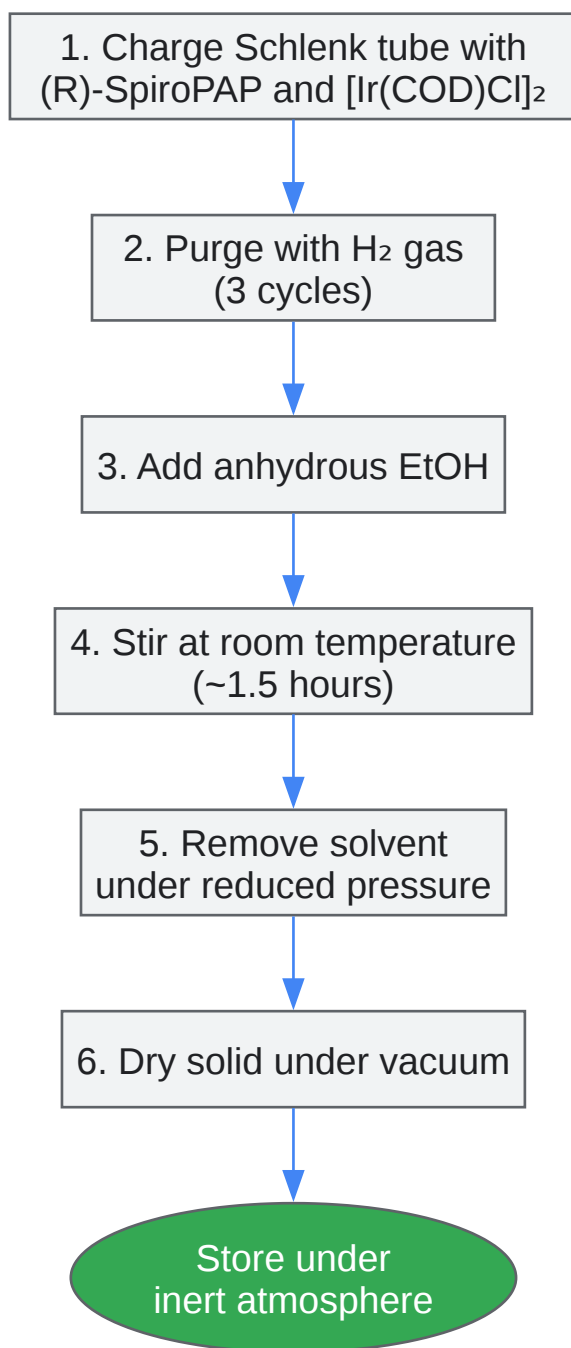 1. Charge Schlenk tube with
(R)-SpiroPAP and [Ir(COD)Cl]₂
2. Purge with H₂ gas
(3 cycles)
3. Add anhydrous EtOH
4. Stir at room temperature
(~1.5 hours)
5. Remove solvent
under reduced pressure
6. Dry solid under vacuum
Store under
inert atmosphere